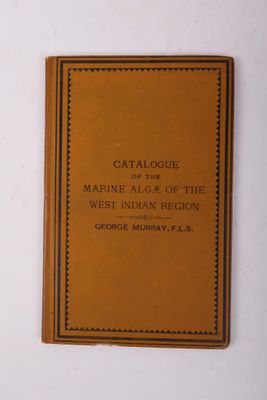 CATALOGUE
OF THE
MARINE ALGÆ OF THE
WEST INDIAN REGION
GEORGE MURRAY, F.L.S.